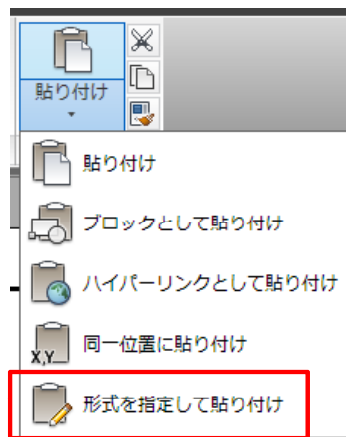 貼り付け
貼り付け
ブロックとして貼り付け
ハイパーリンクとして貼り付け
X,Y
同一位置に貼り付け
形式を指定して貼り付け